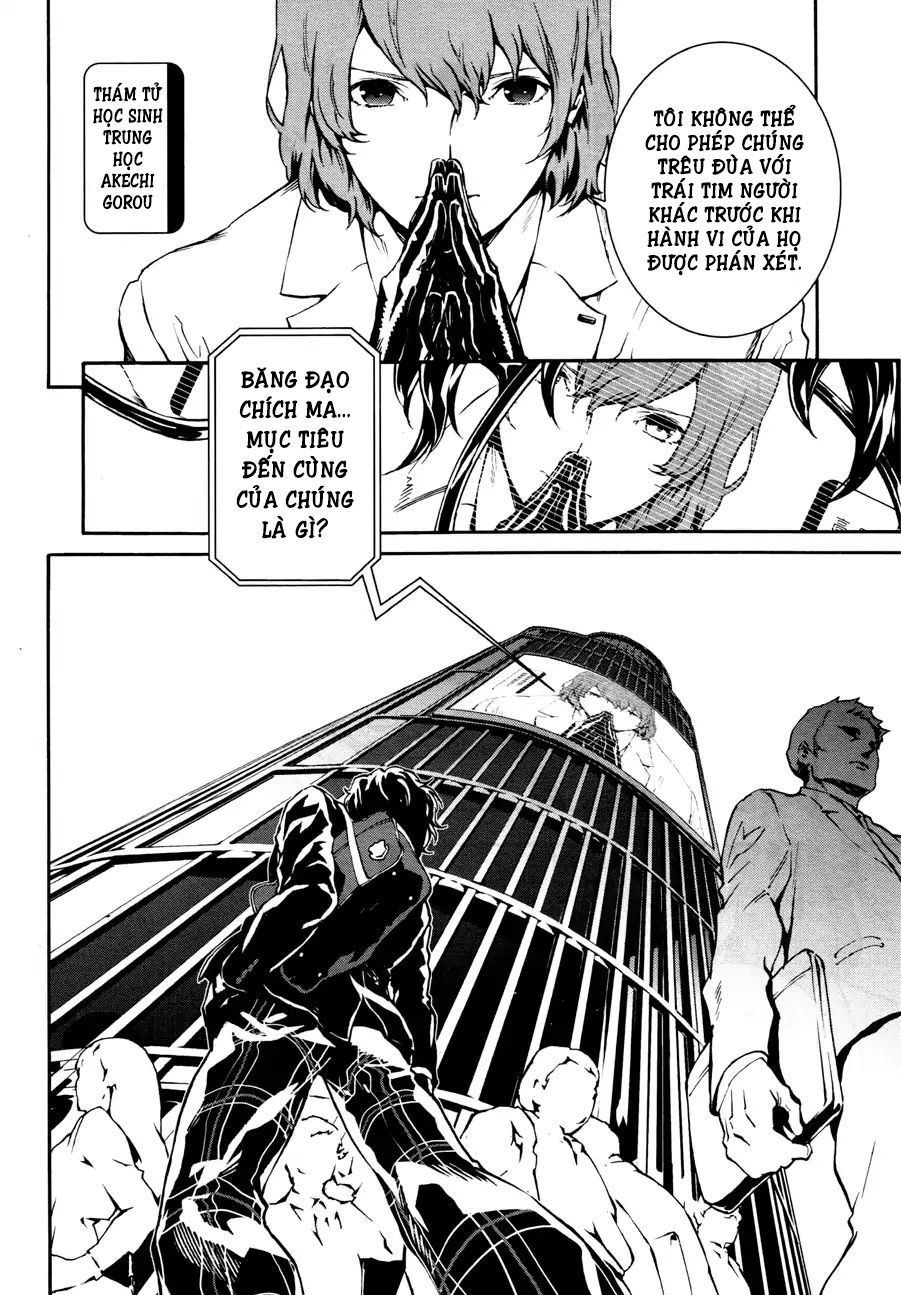 THÁM TỬ
HỌC SINH
TRUNG
HỌC
AKECHI
GOROU
TÔI KHÔNG THỂ
CHO PHÉP CHÚNG
TRÊU ĐÙA VỚI
TRÁI TIM NGƯỜI
KHÁC TRƯỚC KHI
HÀNH VI CỦA HỌ
ĐƯỢC PHÁN XÉT.
BĂNG ĐẠO
CHÍCH MA...
MỤC TIÊU
ĐẾN CÙNG
CỦA CHÚNG
LÀ GÌ?